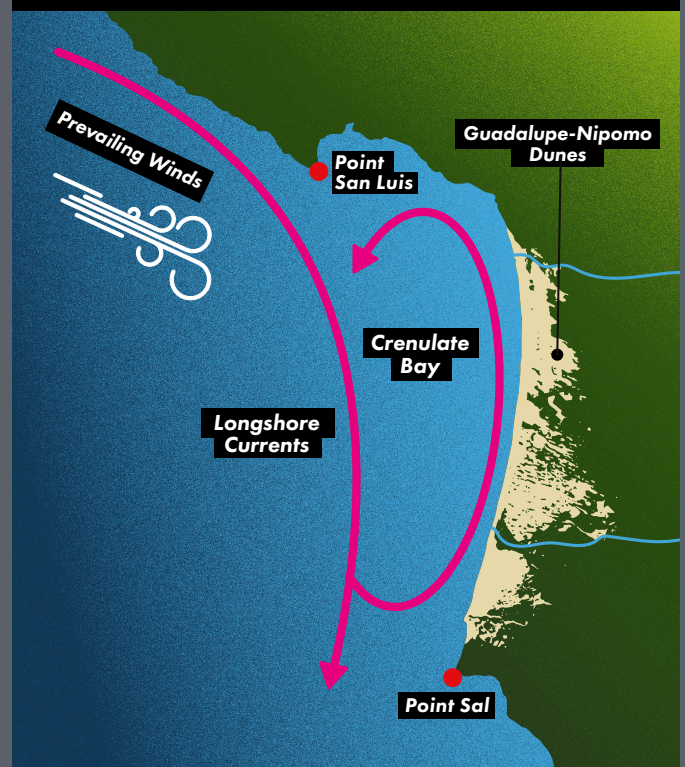 Prevailing Winds
Point
San Luis
Guadalupe-Nipomo
Dunes
Crenulate
Bay
Longshore
Currents
Point Sal